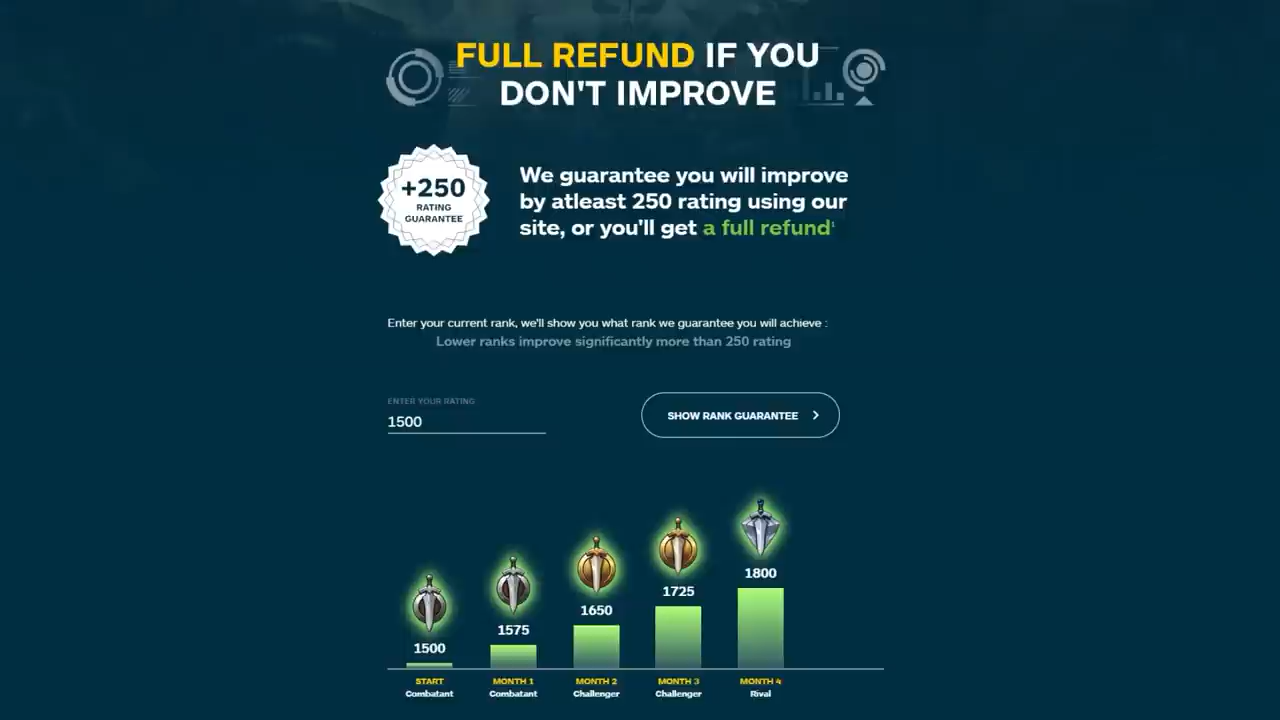 FULL REFUND IF YOU
DON'T IMPROVE
+250
RATING
GUARANTEE
We guarantee you will improve
by atleast 250 rating using our
site, or you'll get a full refund¹
Enter your current rank, we'll show you what rank we guarantee you will achieve :
Lower ranks improve significantly more than 250 rating
ENTER YOUR RATING
1500
SHOW RANK GUARANTEE
1500
1575
1650
1725
1800
START
Combatant
MONTH 1
Combatant
MONTH 2
Challenger
MONTH 3
Challenger
MONTH 4
Rival